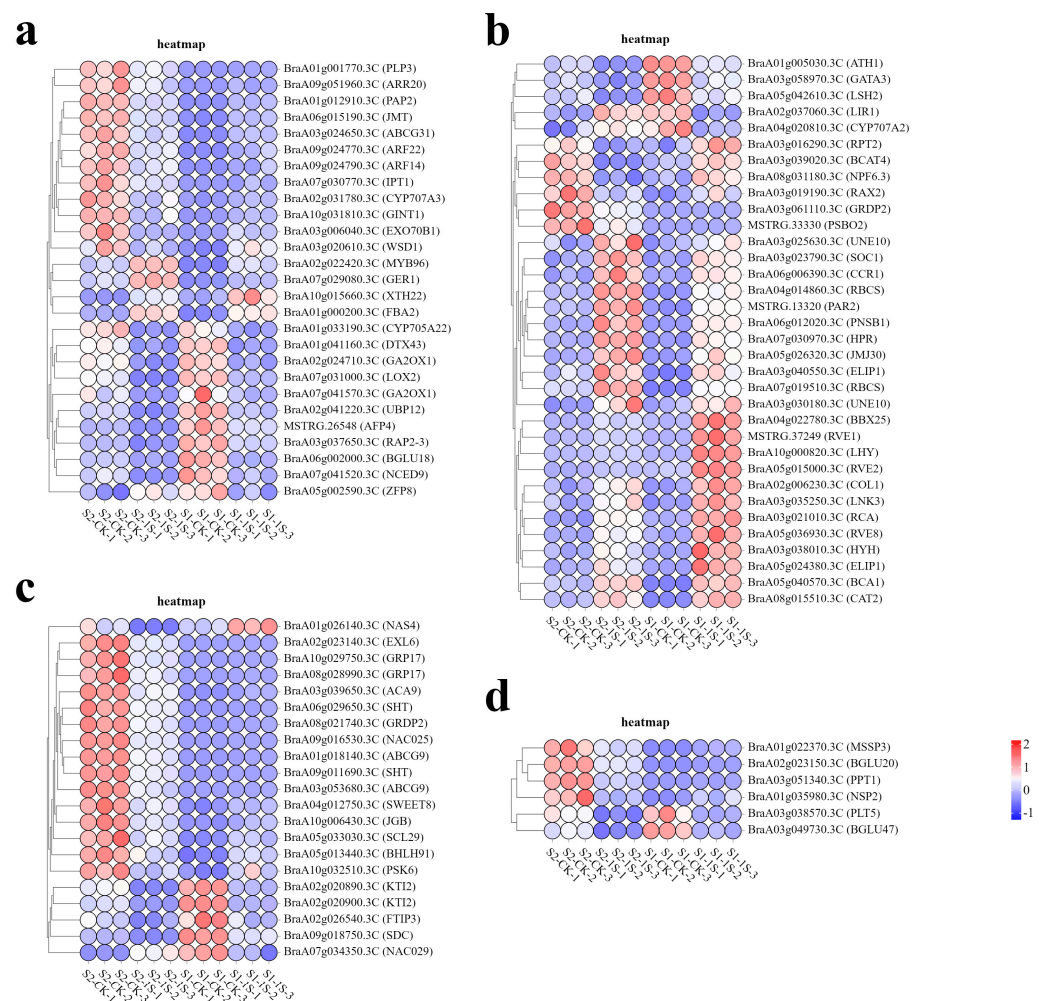 a
heatmap
BraA01g001770.3C (PLP3)
BraA09g051960.3C (ARR20)
BraA01g012910.3C (PAP2)
BraA06g015190.3C (JMT)
BraA03g024650.3C (ABCG31)
BraA09g024770.3C (ARF22)
BraA09g024790.3C (ARF14)
BraA07g030770.3C (IPT1)
BraA02g031780.3C (CYP707A3)
BraA10g031810.3C (GINT1)
BraA03g006040.3C (EXO70B1)
BraA03g020610.3C (WSD1)
BraA02g022420.3C (MYB96)
BraA07g029080.3C (GER1)
BraA10g015660.3C (XTH22)
BraA01g000200.3C (FBA2)
BraA01g033190.3C (CYP705A22)
BraA01g041160.3C (DTX43)
BraA02g024710.3C (GA2OX1)
BraA07g031000.3C (LOX2)
BraA07g041570.3C (GA2OX1)
BraA02g041220.3C (UBP12)
MSTRG.26548 (AFP4)
BraA03g037650.3C (RAP2-3)
BraA06g002000.3C (BGLU18)
BraA07g041520.3C (NCED9)
BraA05g002590.3C (ZFP8)
S2-CK-1
S2-CK-2
S2-CK-3
S2-1S-1
S2-1S-2
S2-1S-3
S1-CK-1
S1-CK-2
S1-CK-3
S1-1S-1
S1-1S-2
S1-1S-3
b
heatmap
BraA01g005030.3C (ATH1)
BraA03g058970.3C (GATA3)
BraA05g042610.3C (LSH2)
BraA02g037060.3C (LIR1)
BraA04g020810.3C (CYP707A2)
BraA03g016290.3C (RPT2)
BraA03g039020.3C (BCAT4)
BraA08g031180.3C (NPF6.3)
BraA03g019190.3C (RAX2)
BraA03g061110.3C (GRDP2)
MSTRG.33330 (PSBO2)
BraA03g025630.3C (UNE10)
BraA03g023790.3C (SOC1)
BraA06g006390.3C (CCR1)
BraA04g014860.3C (RBCS)
MSTRG.13320 (PAR2)
BraA06g012020.3C (PNSB1)
BraA07g030970.3C (HPR)
BraA05g026320.3C (JMJ30)
BraA03g040550.3C (ELIP1)
BraA07g019510.3C (RBCS)
BraA03g030180.3C (UNE10)
BraA04g022780.3C (BBX25)
MSTRG.37249 (RVE1)
BraA10g000820.3C (LHY)
BraA05g015000.3C (RVE2)
BraA02g006230.3C (COL1)
BraA03g035250.3C (LNK3)
BraA03g021010.3C (RCA)
BraA05g036930.3C (RVE8)
BraA03g038010.3C (HYH)
BraA05g024380.3C (ELIP1)
BraA05g040570.3C (BCA1)
BraA08g015510.3C (CAT2)
S2-CK-1
S2-CK-2
S2-CK-3
S2-1S-1
S2-1S-2
S2-1S-3
S1-CK-1
S1-CK-2
S1-CK-3
S1-1S-1
S1-1S-2
S1-1S-3
c
heatmap
BraA01g026140.3C (NAS4)
BraA02g023140.3C (EXL6)
BraA10g029750.3C (GRP17)
BraA08g028990.3C (GRP17)
BraA03g039650.3C (ACA9)
BraA06g029650.3C (SHT)
BraA08g021740.3C (GRDP2)
BraA09g016530.3C (NAC025)
BraA01g018140.3C (ABCG9)
BraA09g011690.3C (SHT)
BraA03g053680.3C (ABCG9)
BraA04g012750.3C (SWEET8)
BraA10g006430.3C (JGB)
BraA05g033030.3C (SCL29)
BraA05g013440.3C (BHLH91)
BraA10g032510.3C (PSK6)
BraA02g020890.3C (KTI2)
BraA02g020900.3C (KTI2)
BraA02g026540.3C (FTIP3)
BraA09g018750.3C (SDC)
BraA07g034350.3C (NAC029)
S2-CK-1
S2-CK-2
S2-CK-3
S2-1S-1
S2-1S-2
S2-1S-3
S1-CK-1
S1-CK-2
S1-CK-3
S1-1S-1
S1-1S-2
S1-1S-3
d
heatmap
BraA01g022370.3C (MSSP3)
BraA02g023150.3C (BGLU20)
BraA03g051340.3C (PPT1)
BraA01g035980.3C (NSP2)
BraA03g038570.3C (PLT5)
BraA03g049730.3C (BGLU47)
S2-CK-1
S2-CK-2
S2-CK-3
S2-1S-1
S2-1S-2
S2-1S-3
S1-CK-1
S1-CK-2
S1-CK-3
S1-1S-1
S1-1S-2
S1-1S-3
2
1
0
-1